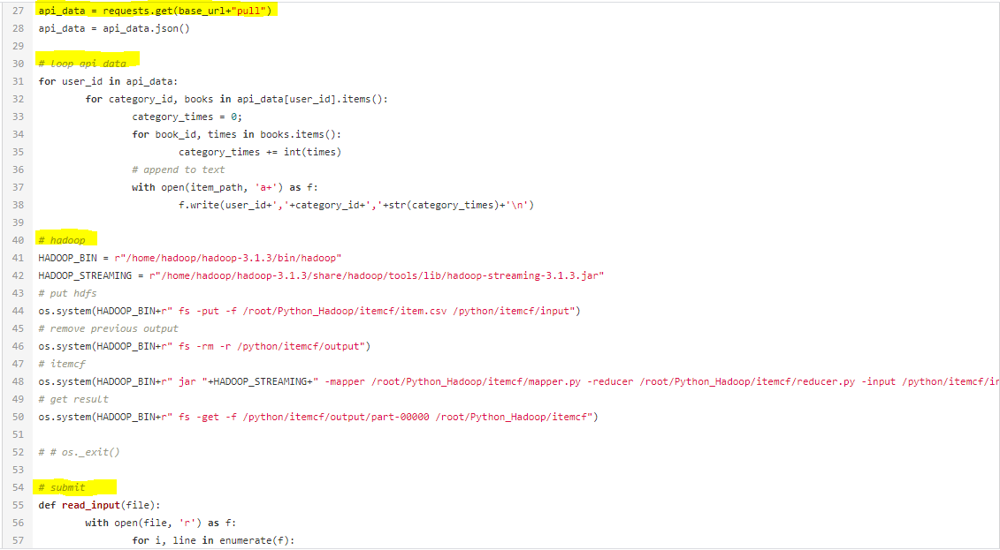 27 api_data = requests.get(base_url+"pull")
28 api_data = api_data.json()
29
30 # loop api data
31 for user_id in api_data:
32 for category_id, books in api_data[user_id].items():
33 category_times = 0;
34 for book_id, times in books.items():
35 category_times += int(times)
36 # append to text
37 with open(item_path, 'a+') as f:
38 f.write(user_id+','+category_id+','+str(category_times)+'\n')
39
40 # hadoop
41 HADOOP_BIN = r"/home/hadoop/hadoop-3.1.3/bin/hadoop"
42 HADOOP_STREAMING = r"/home/hadoop/hadoop-3.1.3/share/hadoop/tools/lib/hadoop-streaming-3.1.3.jar"
43 # put hdfs
44 os.system(HADOOP_BIN+r" fs -put -f /root/Python_Hadoop/itemcf/item.csv /python/itemcf/input")
45 # remove previous output
46 os.system(HADOOP_BIN+r" fs -rm -r /python/itemcf/output")
47 # itemcf
48 os.system(HADOOP_BIN+r" jar "+HADOOP_STREAMING+" -mapper /root/Python_Hadoop/itemcf/mapper.py -reducer /root/Python_Hadoop/itemcf/reducer.py -input /python/itemcf/
49 # get result
50 os.system(HADOOP_BIN+r" fs -get -f /python/itemcf/output/part-00000 /root/Python_Hadoop/itemcf")
51
52 # # os._exit()
53
54 # submit
55 def read_input(file):
56 with open(file, 'r') as f:
57 for i, line in enumerate(f):